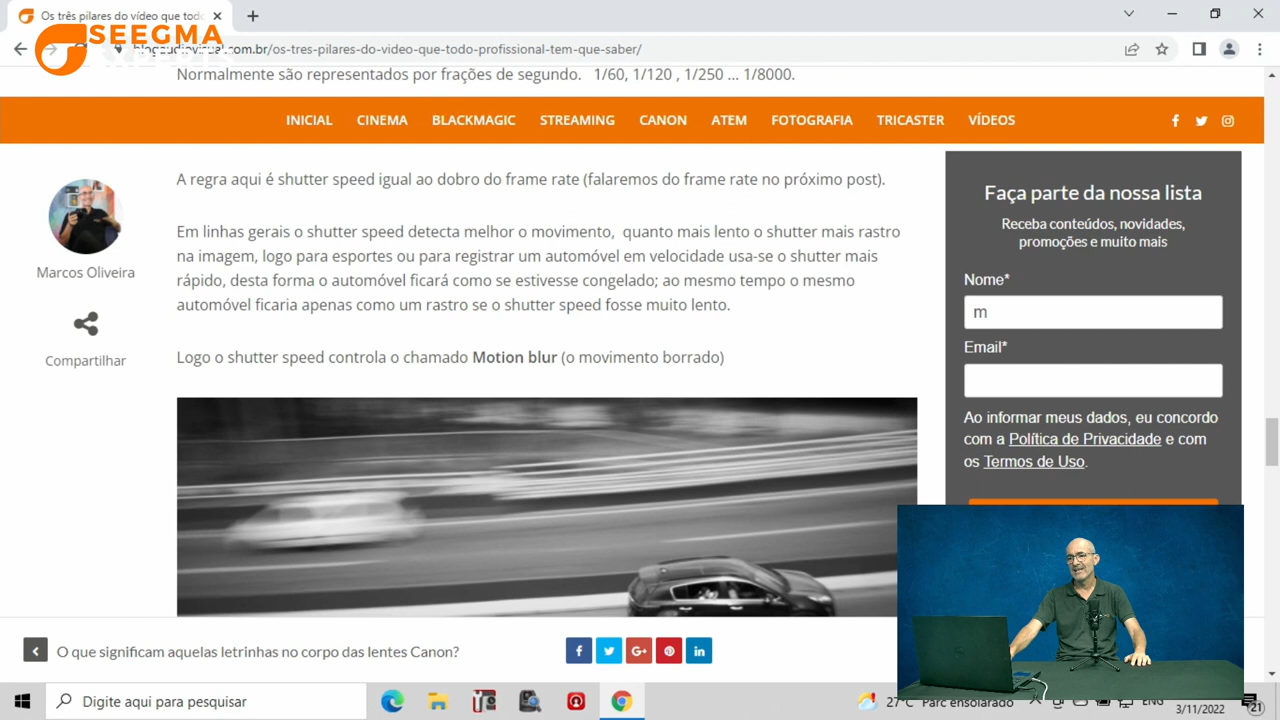 Os três pilares do vídeo que tod
SEEGMA
EXPERTS
blogaudiovisual.com.br/os-tres-pilares-do-video-que-todo-profissional-tem-que-saber/
Normalmente são representados por frações de segundo. 1/60, 1/120 , 1/250 ... 1/8000.
INICIAL CINEMA BLACKMAGIC STREAMING CANON ATEM FOTOGRAFIA TRICASTER VÍDEOS
A regra aqui é shutter speed igual ao dobro do frame rate (falaremos do frame rate no próximo post).
Em linhas gerais o shutter speed detecta melhor o movimento, quanto mais lento o shutter mais rastro
na imagem, logo para esportes ou para registrar um automóvel em velocidade usa-se o shutter mais
rápido, desta forma o automóvel ficará como se estivesse congelado; ao mesmo tempo o mesmo
automóvel ficaria apenas como um rastro se o shutter speed fosse muito lento.
Logo o shutter speed controla o chamado Motion blur (o movimento borrado)
Marcos Oliveira
Compartilhar
Faça parte da nossa lista
Receba conteúdos, novidades,
promoções e muito mais
Nome*
m
Email*
Ao informar meus dados, eu concordo
com a Política de Privacidade e com
os Termos de Uso.
O que significam aquelas letrinhas no corpo das lentes Canon?
Digite aqui para pesquisar
27°C Parc ensolarado
ENG
3/11/2022
21